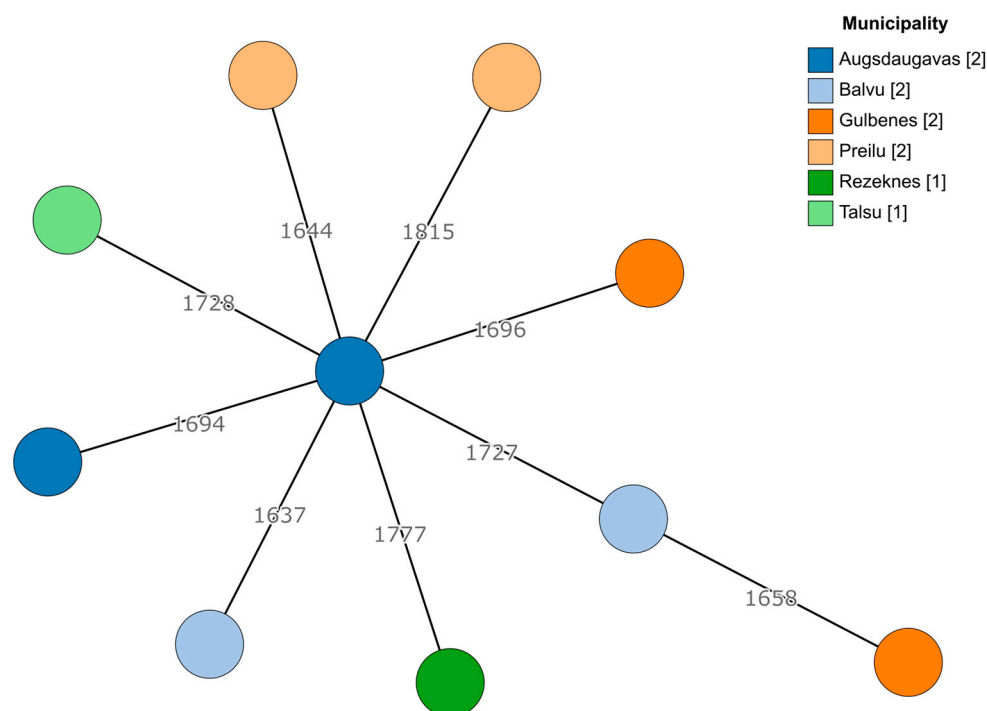 Municipality
Augsdaugavas [2]
Balvu [2]
Gulbenes [2]
Preilu [2]
Rezeknes [1]
Talsu [1]
1644
1815
1728
1696
1694
1727
1637
1777
1658